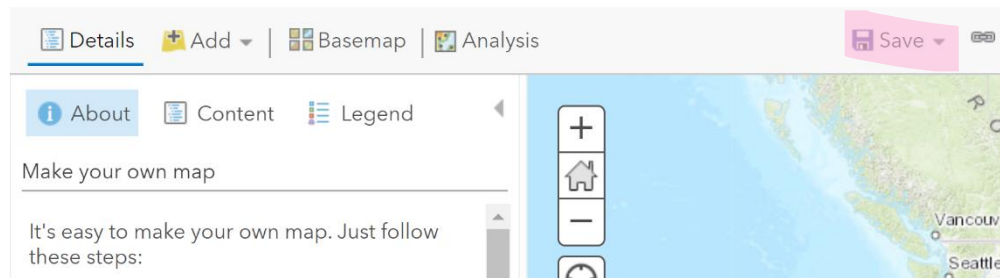 Details Add Basemap Analysis Save
About Content Legend
Make your own map
It's easy to make your own map. Just follow
these steps:
Vancouv
Seattle